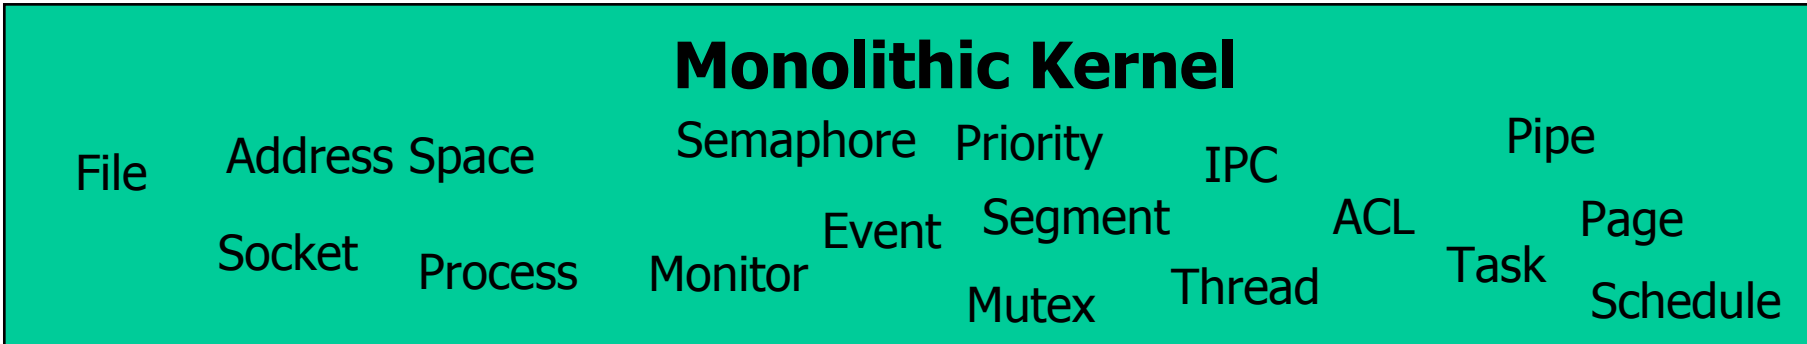 Monolithic Kernel
File
Address Space
Semaphore
Priority
IPC
Pipe
Socket
Process
Monitor
Event
Segment
Mutex
Thread
ACL
Task
Page
Schedule